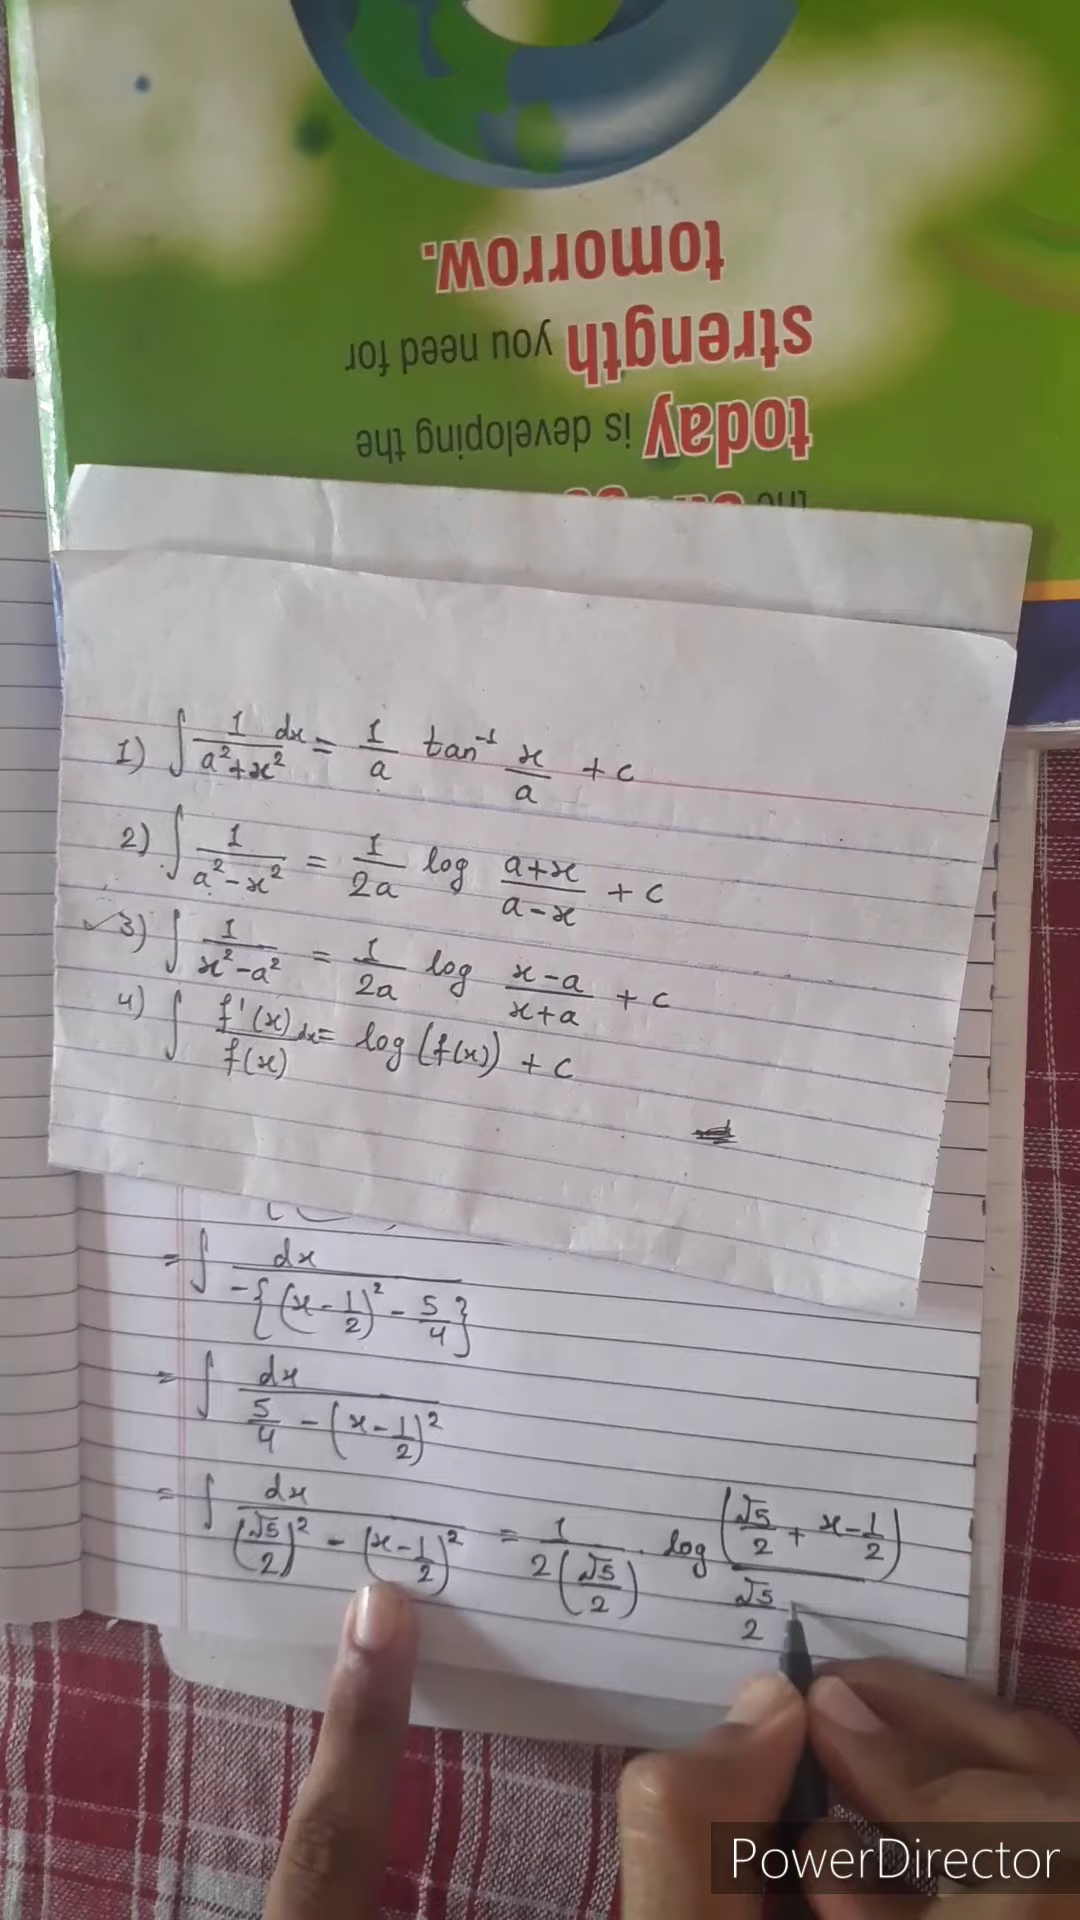 tomorrow.
strength you need for
today is developing the
1) ∫ 1/(a²+x²) dx = 1/a tan⁻¹ x/a + c
2) ∫ 1/(a²-x²) = 1/2a log (a+x)/(a-x) + c
✓3) ∫ 1/(x²-a²) = 1/2a log (x-a)/(x+a) + c
4) ∫ f'(x)/f(x) dx = log (f(x)) + c
= ∫ dx/-{(x-1/2)² - 5/4}
= ∫ dx/(5/4 - (x-1/2)²)
= ∫ dx/((√5/2)² - (x-1/2)²) = 1/2(√5/2) . log (√5/2 + x-1/2)/√5/2
PowerDirector